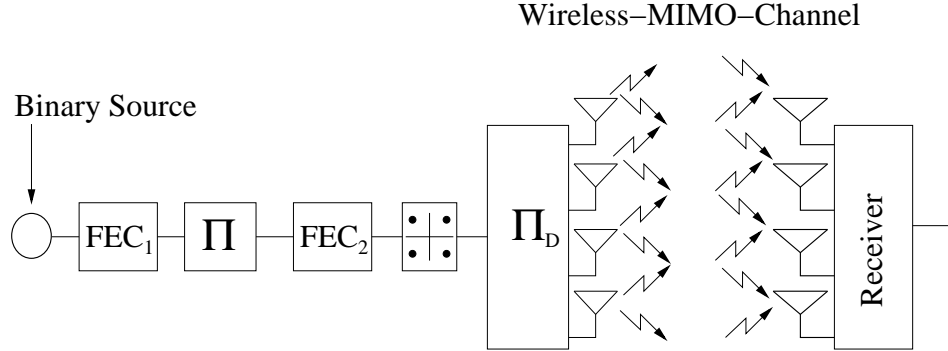 Wireless−MIMO−Channel
Binary Source
FEC1
Π
FEC2
ΠD
Receiver